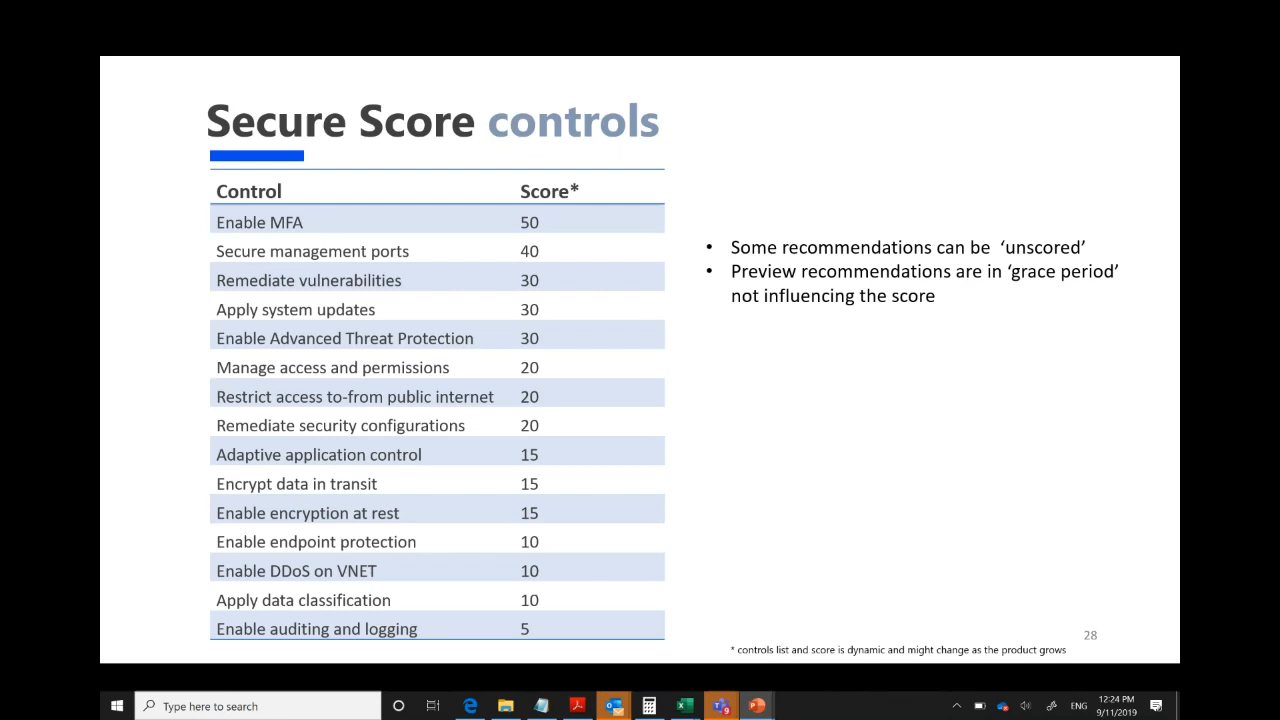 Secure Score controls
Control Score*
Enable MFA 50
Secure management ports 40
Remediate vulnerabilities 30
Apply system updates 30
Enable Advanced Threat Protection 30
Manage access and permissions 20
Restrict access to-from public internet 20
Remediate security configurations 20
Adaptive application control 15
Encrypt data in transit 15
Enable encryption at rest 15
Enable endpoint protection 10
Enable DDoS on VNET 10
Apply data classification 10
Enable auditing and logging 5
• Some recommendations can be ‘unscored’
• Preview recommendations are in ‘grace period’
not influencing the score
28
* controls list and score is dynamic and might change as the product grows
Type here to search
9
ENG
12:24 PM
9/11/2019